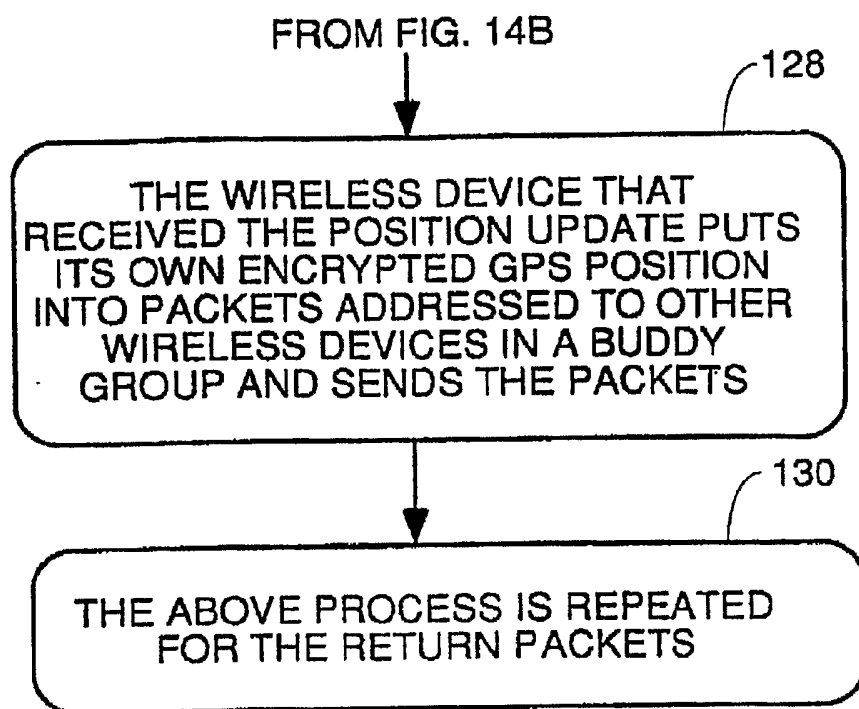 FROM FIG. 14B
128
THE WIRELESS DEVICE THAT
RECEIVED THE POSITION UPDATE PUTS
ITS OWN ENCRYPTED GPS POSITION
INTO PACKETS ADDRESSED TO OTHER
WIRELESS DEVICES IN A BUDDY
GROUP AND SENDS THE PACKETS
130
THE ABOVE PROCESS IS REPEATED
FOR THE RETURN PACKETS